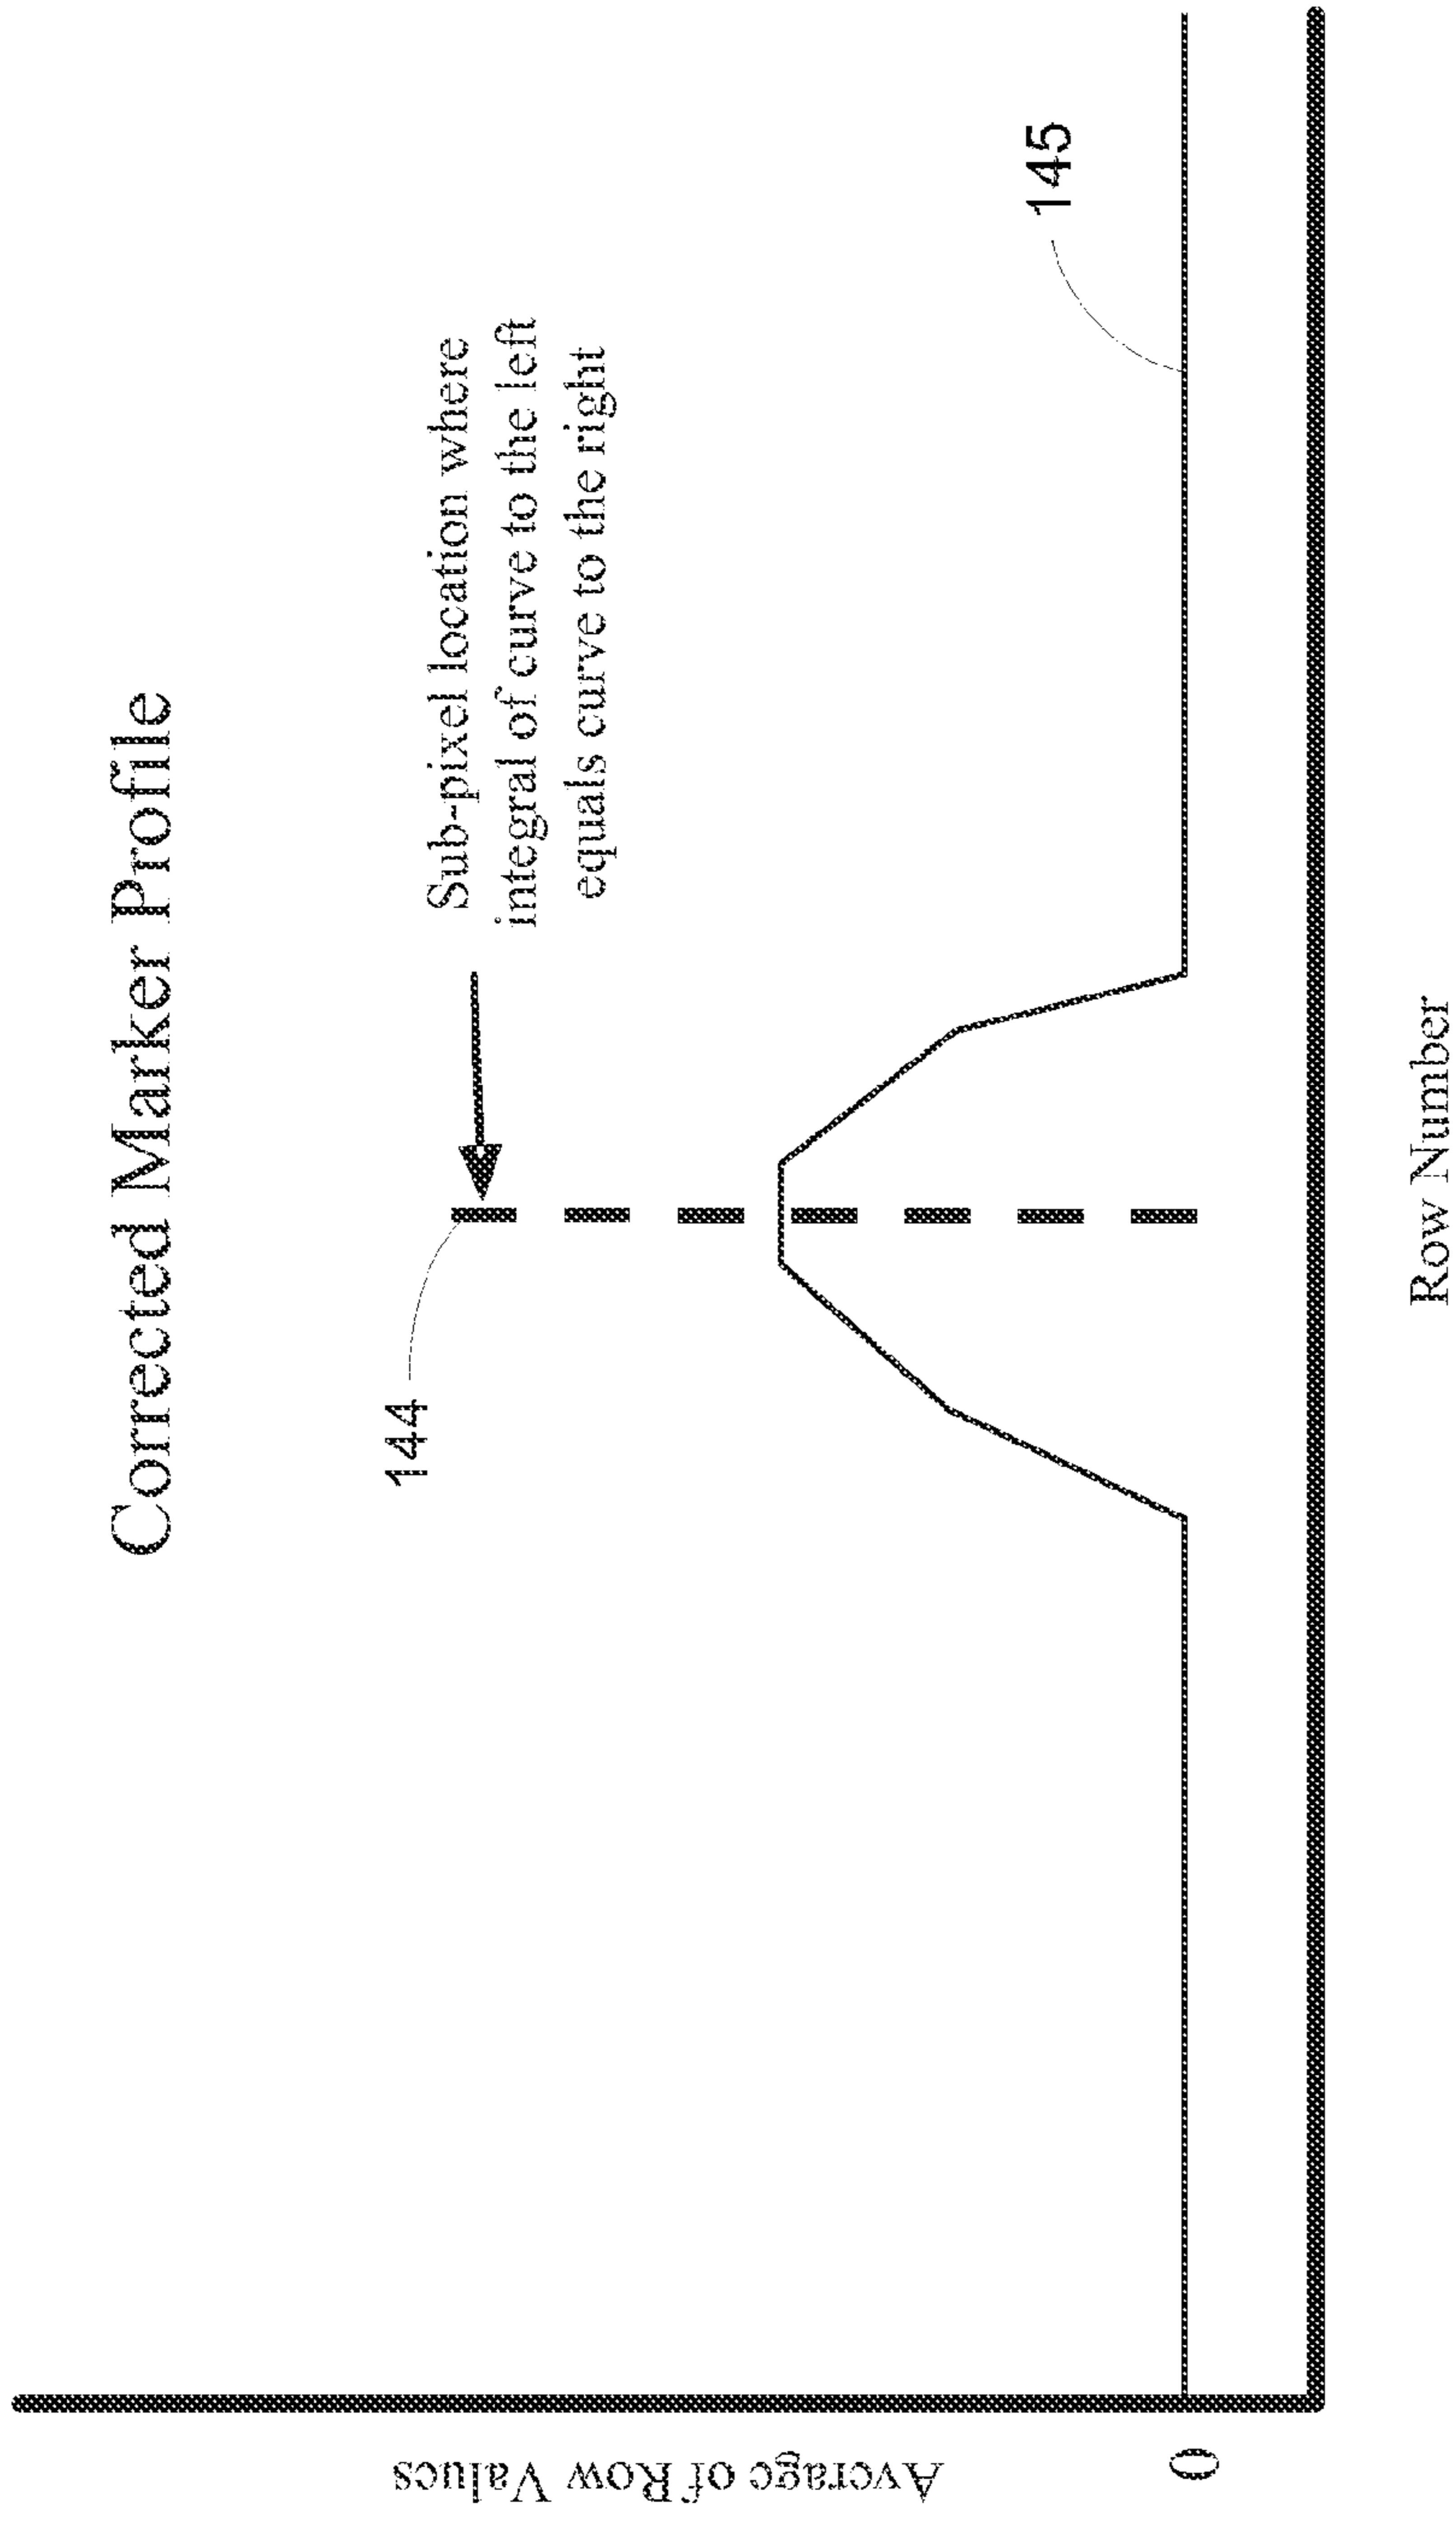 Corrected Marker Profile
144
Sub-pixel location where
integral of curve to the left
equals curve to the right
145
Average of Row Values
0
Row Number